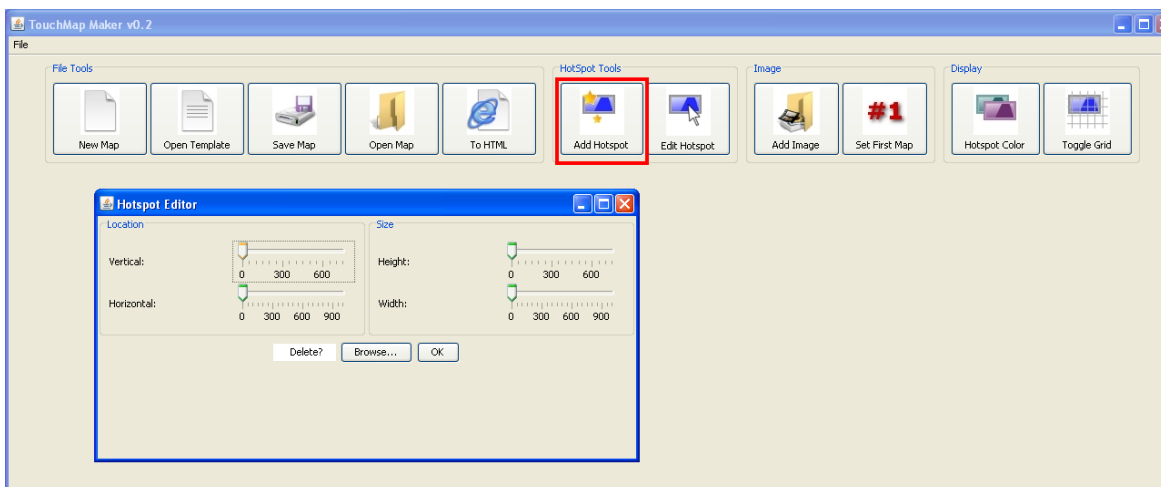 TouchMap Maker v0.2
File
File Tools
HotSpot Tools
Image
Display
New Map
Open Template
Save Map
Open Map
To HTML
Add Hotspot
Edit Hotspot
Add Image
#1
Set First Map
Hotspot Color
Toggle Grid
Hotspot Editor
Location
Size
Vertical:
0 300 600
Height:
0 300 600
Horizontal:
0 300 600 900
Width:
0 300 600 900
Delete?
Browse...
OK